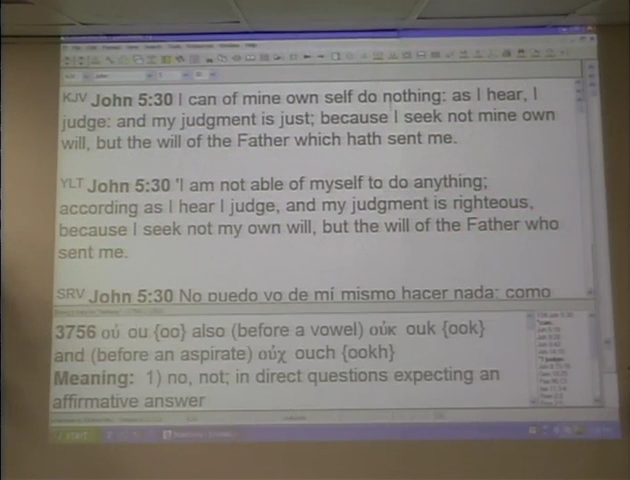 KJV John 5:30 I can of mine own self do nothing: as I hear, I
judge: and my judgment is just; because I seek not mine own
will, but the will of the Father which hath sent me.
YLT John 5:30 'I am not able of myself to do anything;
according as I hear I judge, and my judgment is righteous,
because I seek not my own will, but the will of the Father who
sent me.
SRV John 5:30 No puedo yo de mí mismo hacer nada: como
3756 οὐ ou {oo} also (before a vowel) οὐκ ouk {ook}
and (before an aspirate) οὐχ ouch {ookh}
Meaning: 1) no, not; in direct questions expecting an
affirmative answer